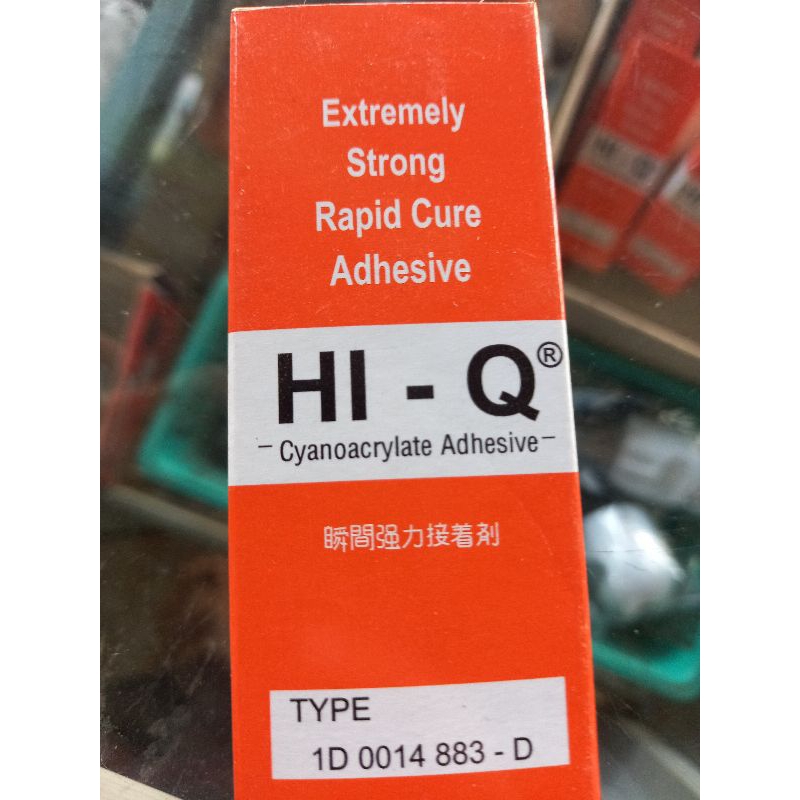 Extremely
Strong
Rapid Cure
Adhesive
HI - Q®
- Cyanoacrylate Adhesive -
瞬間强力接着剤
TYPE
1D 0014 883 - D